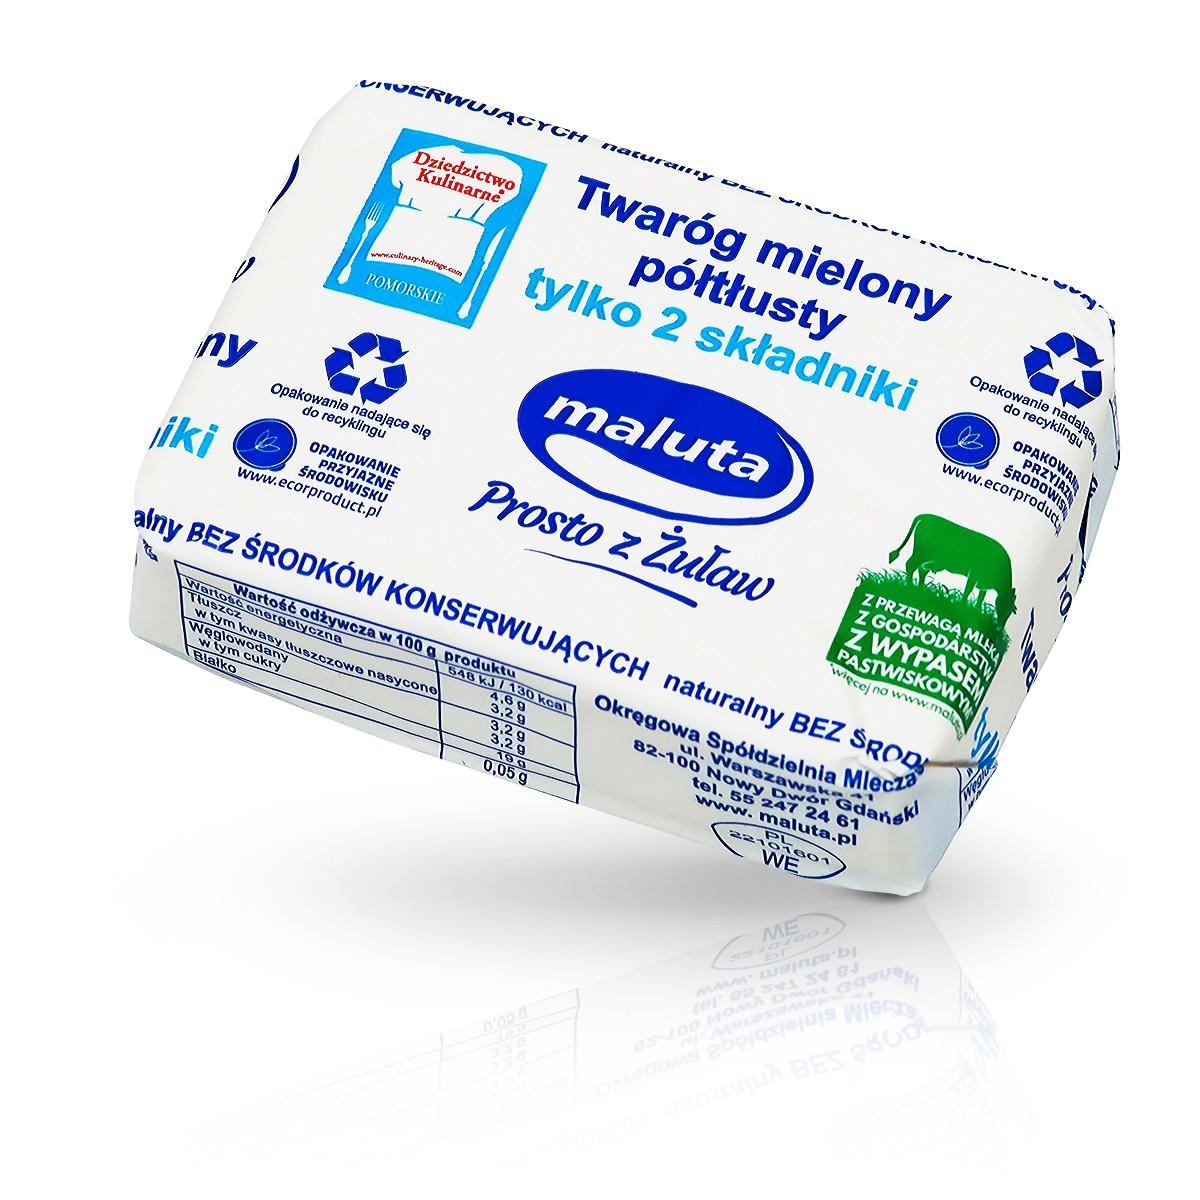 KONSERWUJĄCYCH naturalny BEZ ŚRODKÓW
Dziedzictwo
Kulinarne
www.culinary-heritage.com
POMORSKIE
Twaróg mielony
półtłusty
tylko 2 składniki
maluta
Prosto z Żuław
Opakowanie nadające się
do recyklingu
OPAKOWANIE
PRZYJAZNE
ŚRODOWISKU
www.ecorproduct.pl
Opakowanie nadające
do recyklingu
OPAKOWANIE
PRZYJAZNE
ŚRODOWISKU
www.ecorproduct.pl
Z PRZEWAGĄ MLEKA
Z GOSPODARSTW
Z WYPASEM
PASTWISKOWYM
więcej na www.maluta.pl
alny BEZ ŚRODKÓW KONSERWUJĄCYCH naturalny BEZ ŚROD
Wartość odżywcza w 100 g produktu
Wartość energetyczna 548 kJ / 130 kcal
Tłuszcz 4,6 g
w tym kwasy tłuszczowe nasycone 3,2 g
Węglowodany 3,2 g
w tym cukry 3,2 g
Białko 19 g
0,05 g
Okręgowa Spółdzielnia Mlecza
ul. Warszawska 41
82-100 Nowy Dwór Gdański
tel. 55 247 24 61
www. maluta.pl
PL
22101601
WE